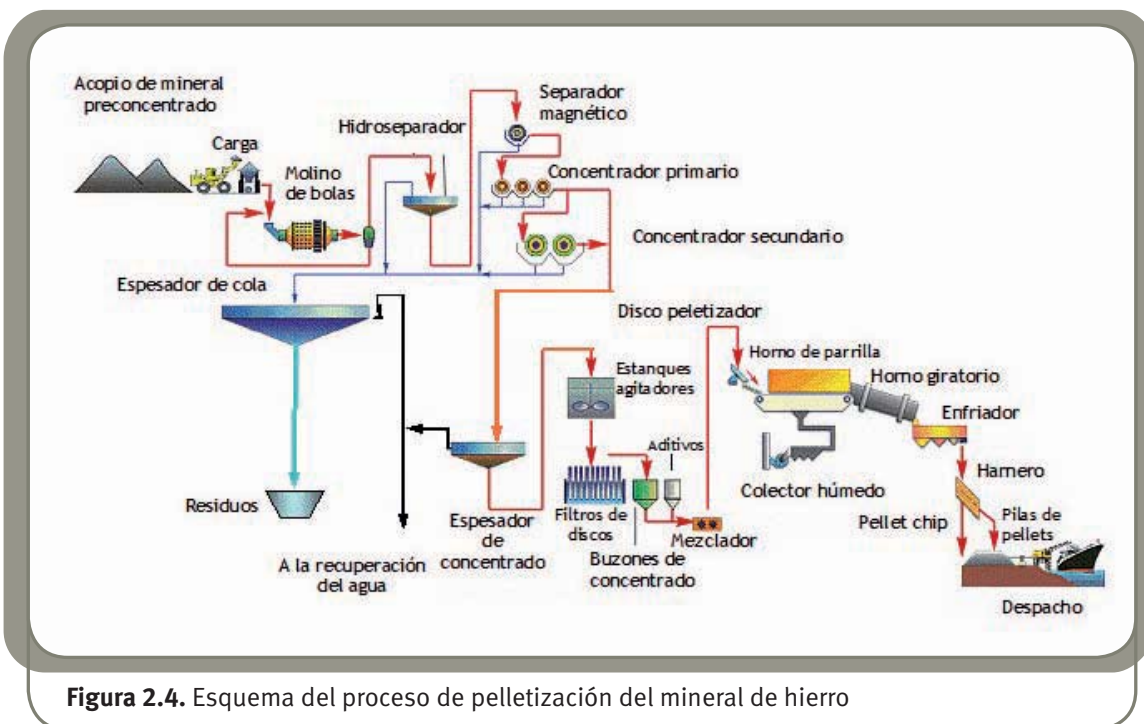 Acopio de mineral
preconcentrado
Carga
Molino
de bolas
Hidroseparador
Separador
magnético
Concentrador primario
Concentrador secundario
Espesador de cola
Residuos
A la recuperación
del agua
Espesador
de
concentrado
Estanques
agitadores
Filtros de
discos
Buzones de
concentrado
Aditivos
Mezclador
Disco peletizador
Horno de parrilla
Horno giratorio
Enfriador
Colector húmedo
Harnero
Pellet chip
Pilas de
pellets
Despacho
Figura 2.4. Esquema del proceso de pelletización del mineral de hierro